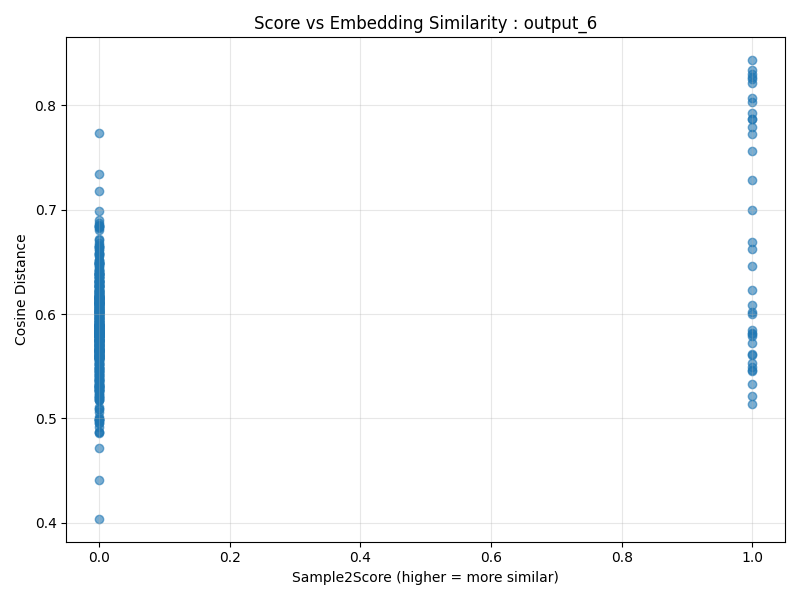 Score vs Embedding Similarity : output_6
Cosine Distance
0.8
0.7
0.6
0.5
0.4
0.0 0.2 0.4 0.6 0.8 1.0
Sample2Score (higher = more similar)